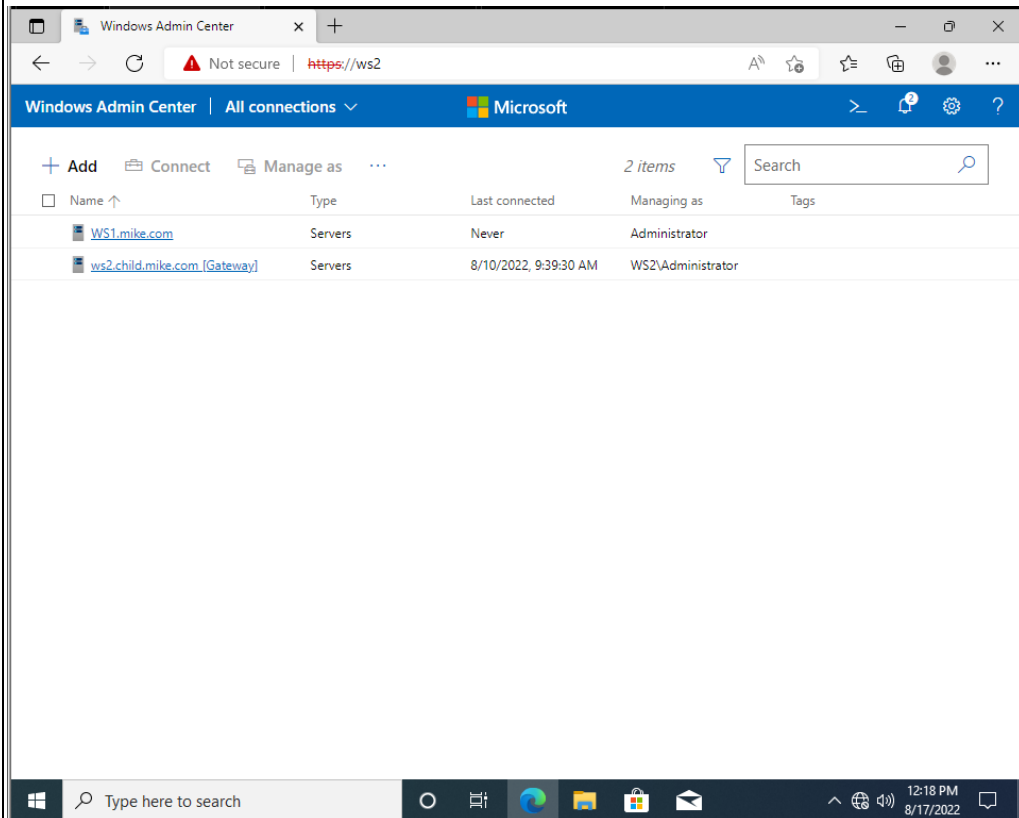 Windows Admin Center
Not secure | https://ws2
Windows Admin Center | All connections
Microsoft
2
?
Add Connect Manage as ... 2 items Search
Name Type Last connected Managing as Tags
WS1.mike.com Servers Never Administrator
ws2.child.mike.com [Gateway] Servers 8/10/2022, 9:39:30 AM WS2\Administrator
Type here to search
12:18 PM
8/17/2022